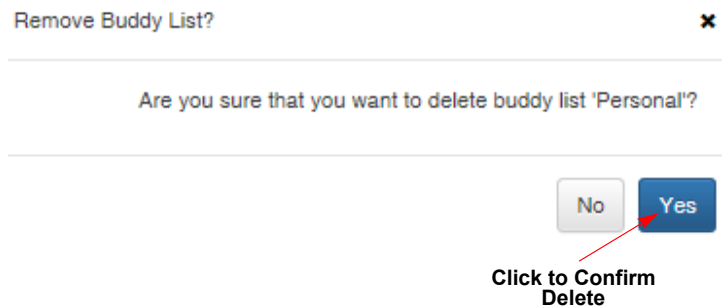 Remove Buddy List? ×
Are you sure that you want to delete buddy list 'Personal'?
No Yes
Click to Confirm
Delete